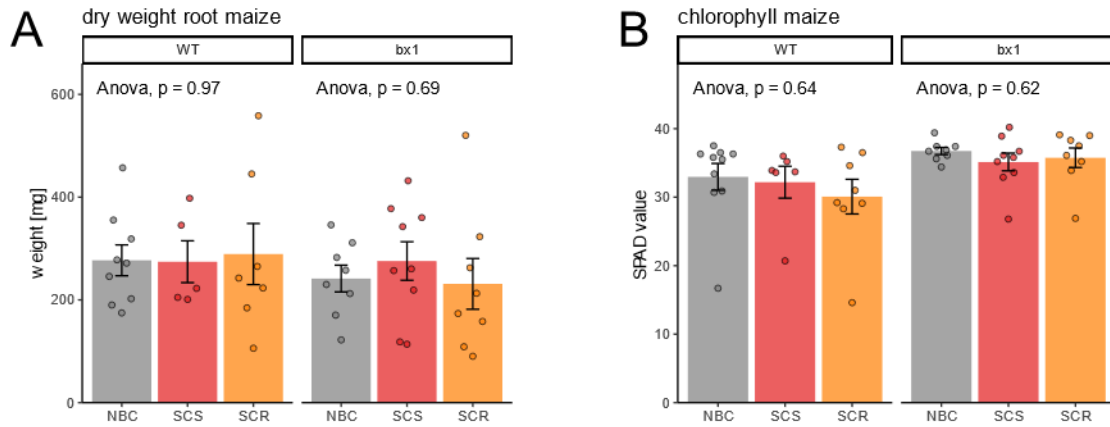 A
dry weight root maize
WT
bx1
Anova, p = 0.97
Anova, p = 0.69
weight [mg]
600
400
200
0
NBC SCS SCR
NBC SCS SCR
B
chlorophyll maize
WT
bx1
Anova, p = 0.64
Anova, p = 0.62
SPAD value
40
30
20
10
0
NBC SCS SCR
NBC SCS SCR